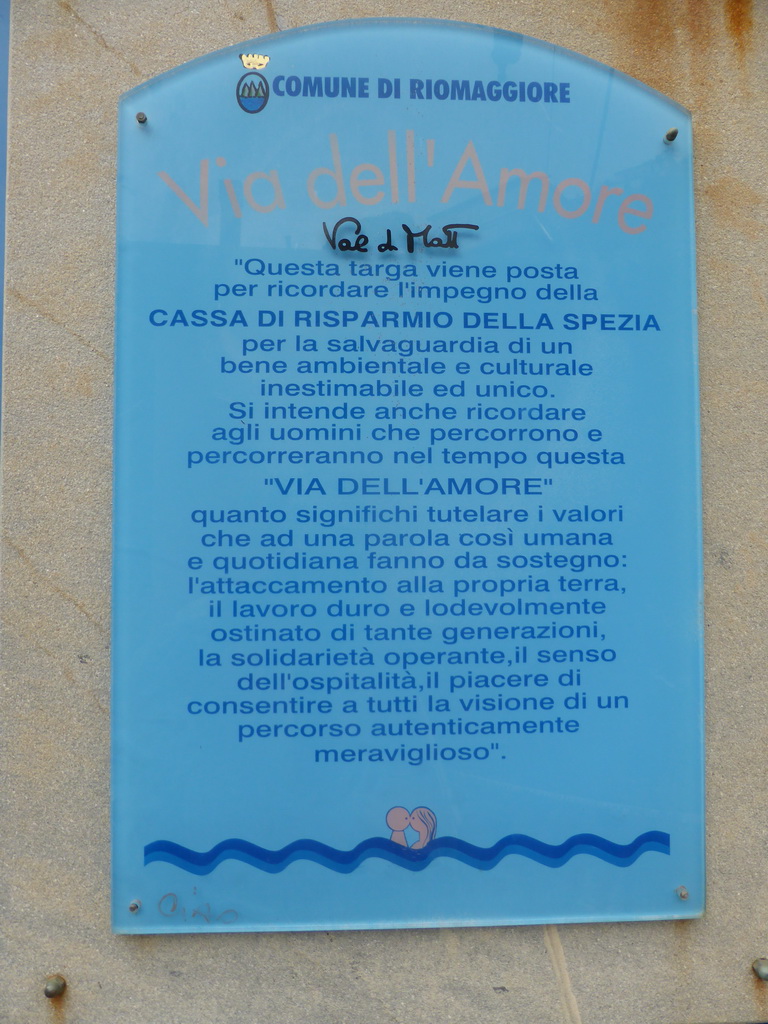 COMUNE DI RIOMAGGIORE
Via dell'Amore
"Questa targa viene posta
per ricordare l'impegno della
CASSA DI RISPARMIO DELLA SPEZIA
per la salvaguardia di un
bene ambientale e culturale
inestimabile ed unico.
Si intende anche ricordare
agli uomini che percorrono e
percorreranno nel tempo questa
"VIA DELL'AMORE"
quanto significhi tutelare i valori
che ad una parola così umana
e quotidiana fanno da sostegno:
l'attaccamento alla propria terra,
il lavoro duro e lodevolmente
ostinato di tante generazioni,
la solidarietà operante,il senso
dell'ospitalità,il piacere di
consentire a tutti la visione di un
percorso autenticamente
meraviglioso".